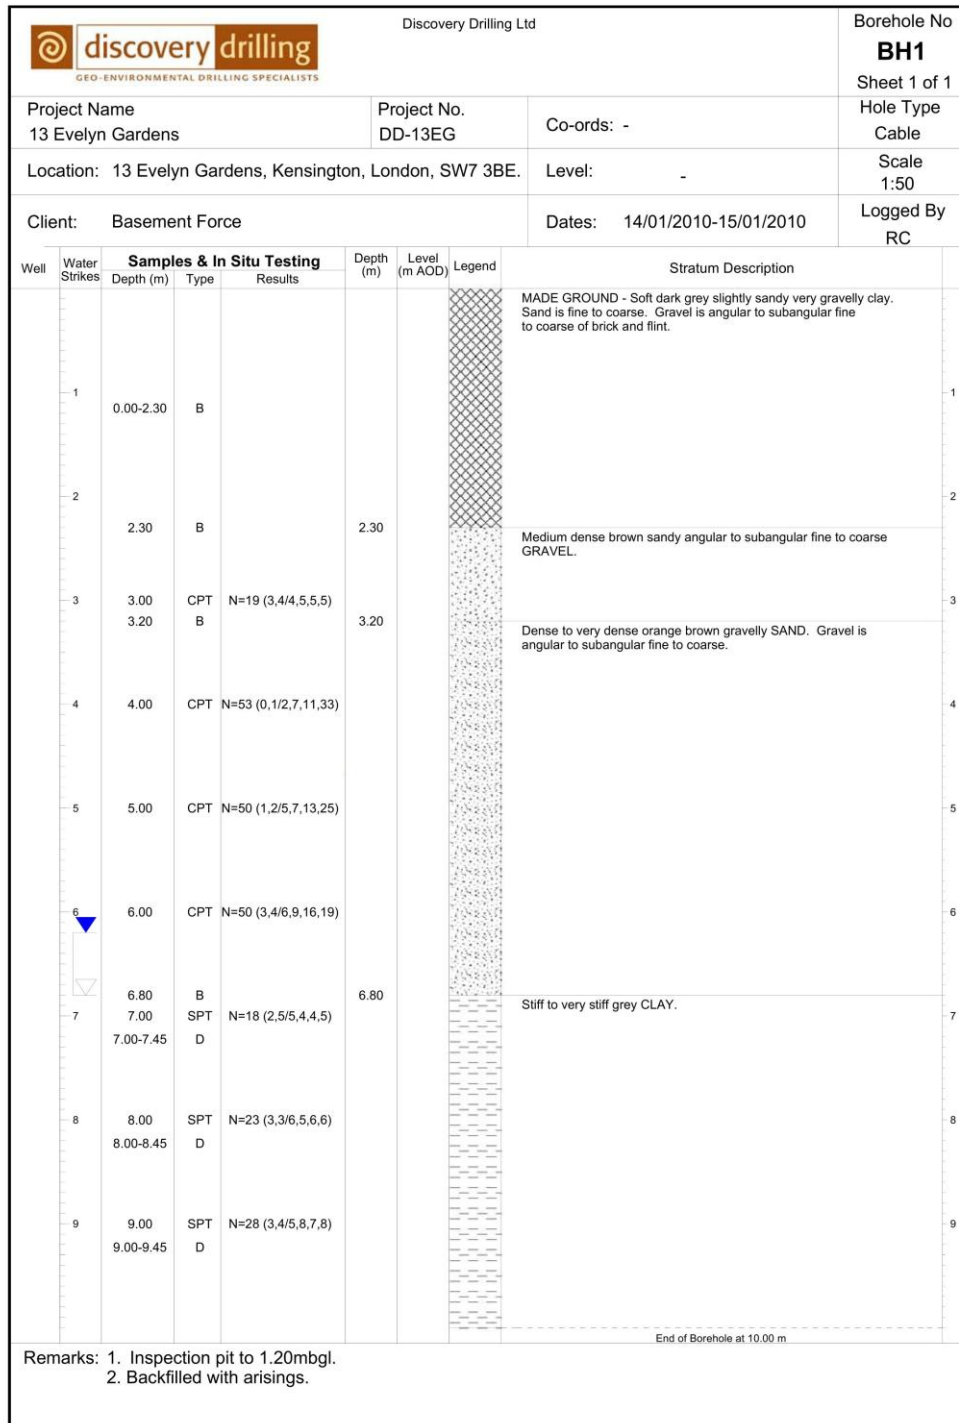 discovery drilling
GEO-ENVIRONMENTAL DRILLING SPECIALISTS
Discovery Drilling Ltd
Borehole No
BH1
Sheet 1 of 1
Project Name
13 Evelyn Gardens
Project No.
DD-13EG
Co-ords: -
Hole Type
Cable
Location: 13 Evelyn Gardens, Kensington, London, SW7 3BE.
Level: -
Scale
1:50
Client: Basement Force
Dates: 14/01/2010-15/01/2010
Logged By
RC
Well
Water
Strikes
Samples & In Situ Testing
Depth (m) Type Results
Depth
(m)
Level
(m AOD)
Legend
Stratum Description
MADE GROUND - Soft dark grey slightly sandy very gravelly clay.
Sand is fine to coarse. Gravel is angular to subangular fine
to coarse of brick and flint.
1 1
0.00-2.30 B
2 2
2.30 B 2.30
Medium dense brown sandy angular to subangular fine to coarse
GRAVEL.
3 3.00 CPT N=19 (3,4/4,5,5,5) 3
3.20 B 3.20
Dense to very dense orange brown gravelly SAND. Gravel is
angular to subangular fine to coarse.
4 4.00 CPT N=53 (0,1/2,7,11,33) 4
5 5.00 CPT N=50 (1,2/5,7,13,25) 5
6 6.00 CPT N=50 (3,4/6,9,16,19) 6
6.80 B 6.80
Stiff to very stiff grey CLAY.
7 7.00 SPT N=18 (2,5/5,4,4,5) 7
7.00-7.45 D
8 8.00 SPT N=23 (3,3/6,5,6,6) 8
8.00-8.45 D
9 9.00 SPT N=28 (3,4/5,8,7,8) 9
9.00-9.45 D
End of Borehole at 10.00 m
Remarks: 1. Inspection pit to 1.20mbgl.
2. Backfilled with arisings.